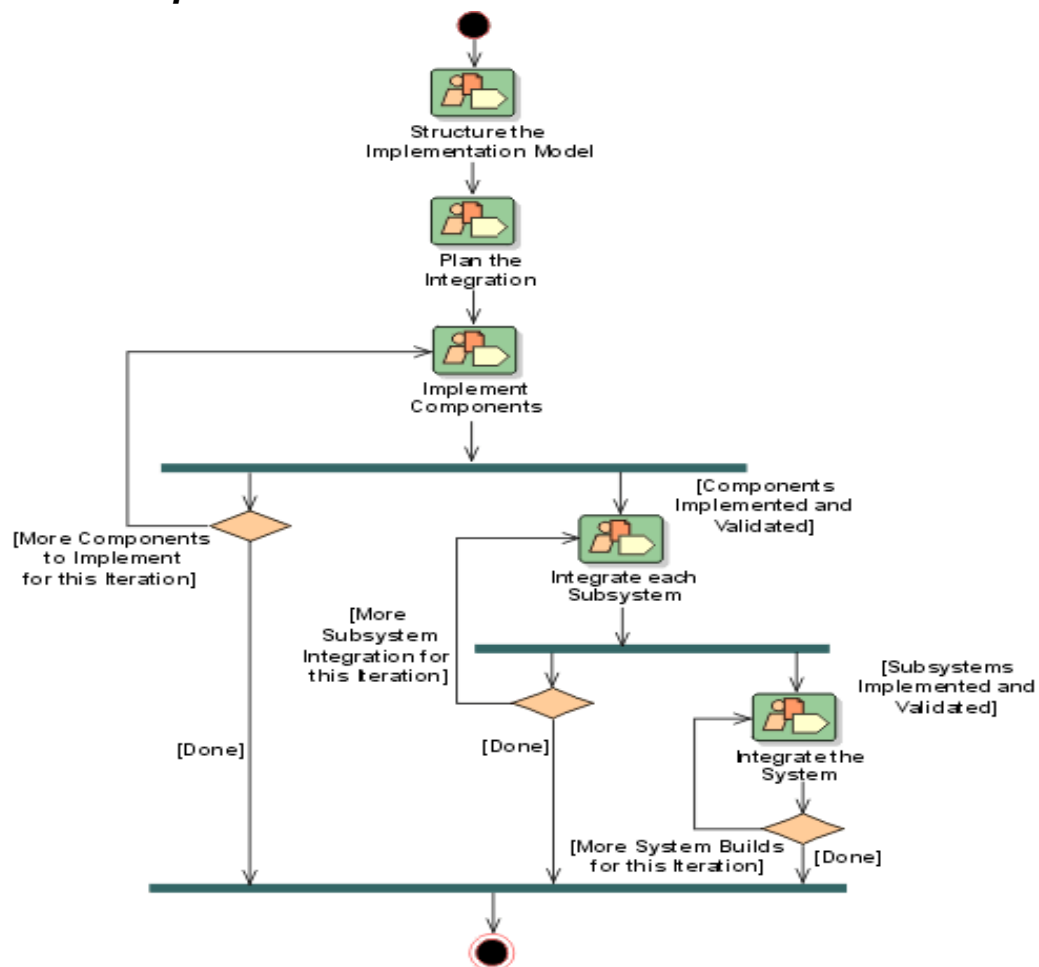 Structure the
Implementation Model
Plan the
Integration
Implement
Components
[Components
Implemented and
Validated]
[More Components
to Implement
for this Iteration]
Integrate each
Subsystem
[More
Subsystem
Integration for
this Iteration]
[Subsystems
Implemented and
Validated]
[Done]
[Done]
Integrate the
System
[More System Builds
for this Iteration]
[Done]